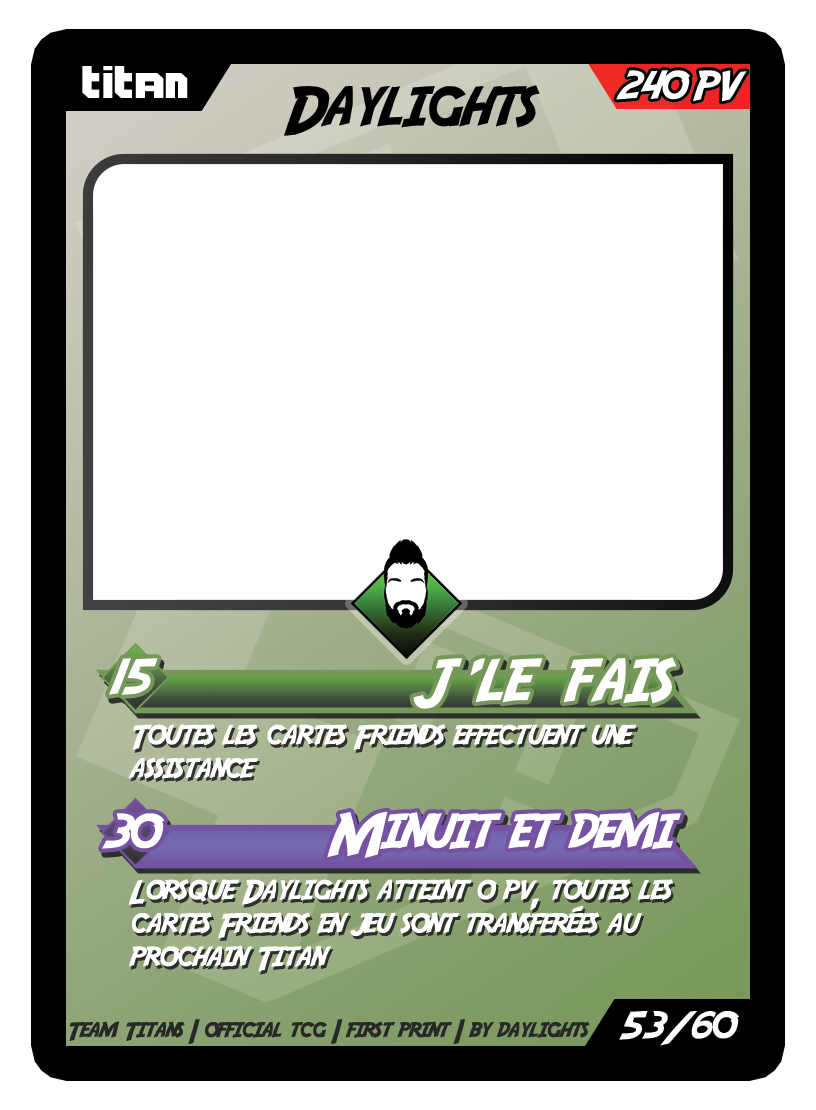 titan
Daylights
240 PV
15
J'le fais
Toutes les cartes Friends effectuent une
assistance
30
Minuit et demi
Lorsque Daylights atteint 0 PV, toutes les
cartes Friends en jeu sont transferées au
prochain Titan
Team Titans | Official TCG | First print | by Daylights
53/60